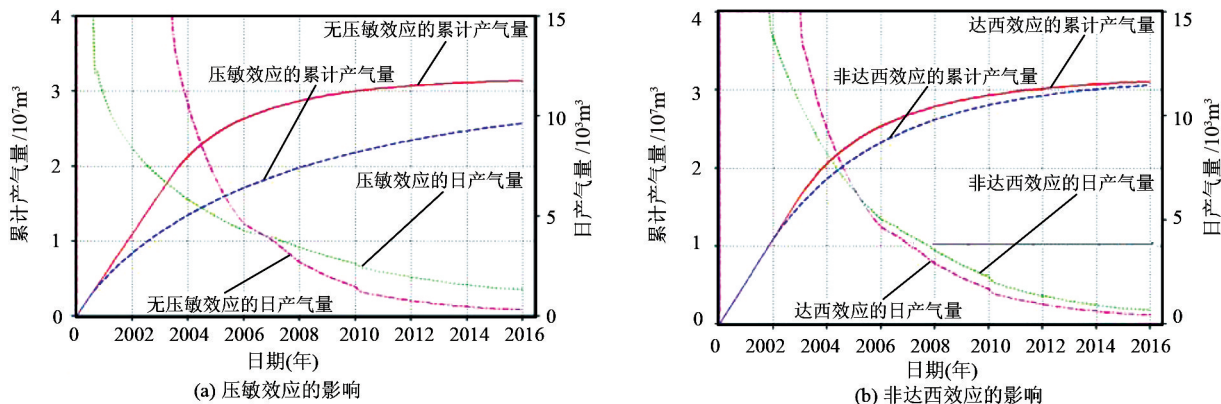 4
3
2
1
0
累计产气量 /10⁷m³
无压敏效应的累计产气量
压敏效应的累计产气量
压敏效应的日产气量
无压敏效应的日产气量
15
10
5
0
日产气量 /10³m³
0 2002 2004 2006 2008 2010 2012 2014 2016
日期(年)
(a) 压敏效应的影响
4
3
2
1
0
累计产气量 /10⁷m³
达西效应的累计产气量
非达西效应的累计产气量
非达西效应的日产气量
达西效应的日产气量
15
10
5
0
日产气量 /10³m³
0 2002 2004 2006 2008 2010 2012 2014 2016
日期(年)
(b) 非达西效应的影响